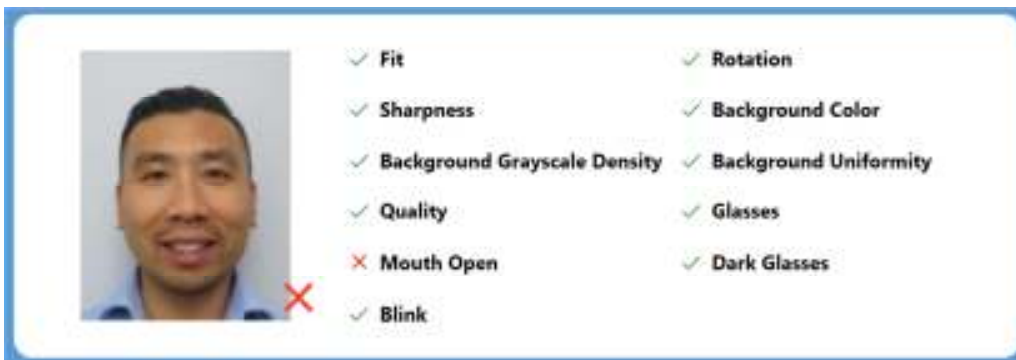 Fit
Rotation
Sharpness
Background Color
Background Grayscale Density
Background Uniformity
Quality
Glasses
Mouth Open
Dark Glasses
Blink